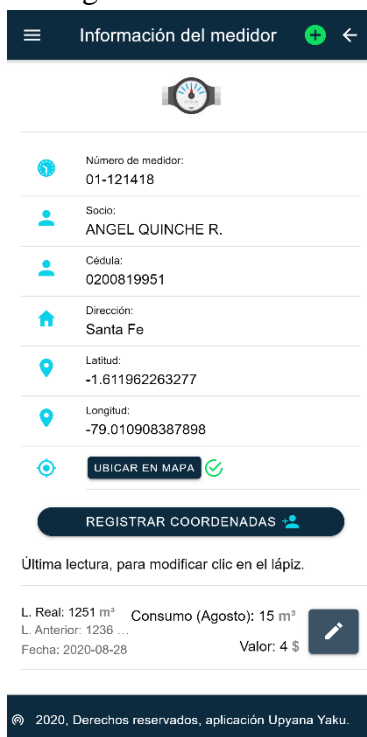 Información del medidor
Número de medidor:
01-121418
Socio:
ANGEL QUINCHE R.
Cédula:
0200819951
Dirección:
Santa Fe
Latitud:
-1.611962263277
Longitud:
-79.010908387898
UBICAR EN MAPA
REGISTRAR COORDENADAS
Última lectura, para modificar clic en el lápiz.
L. Real: 1251 m³ Consumo (Agosto): 15 m³
L. Anterior: 1236 ...
Fecha: 2020-08-28 Valor: 4 $
2020, Derechos reservados, aplicación Upyana Yaku.